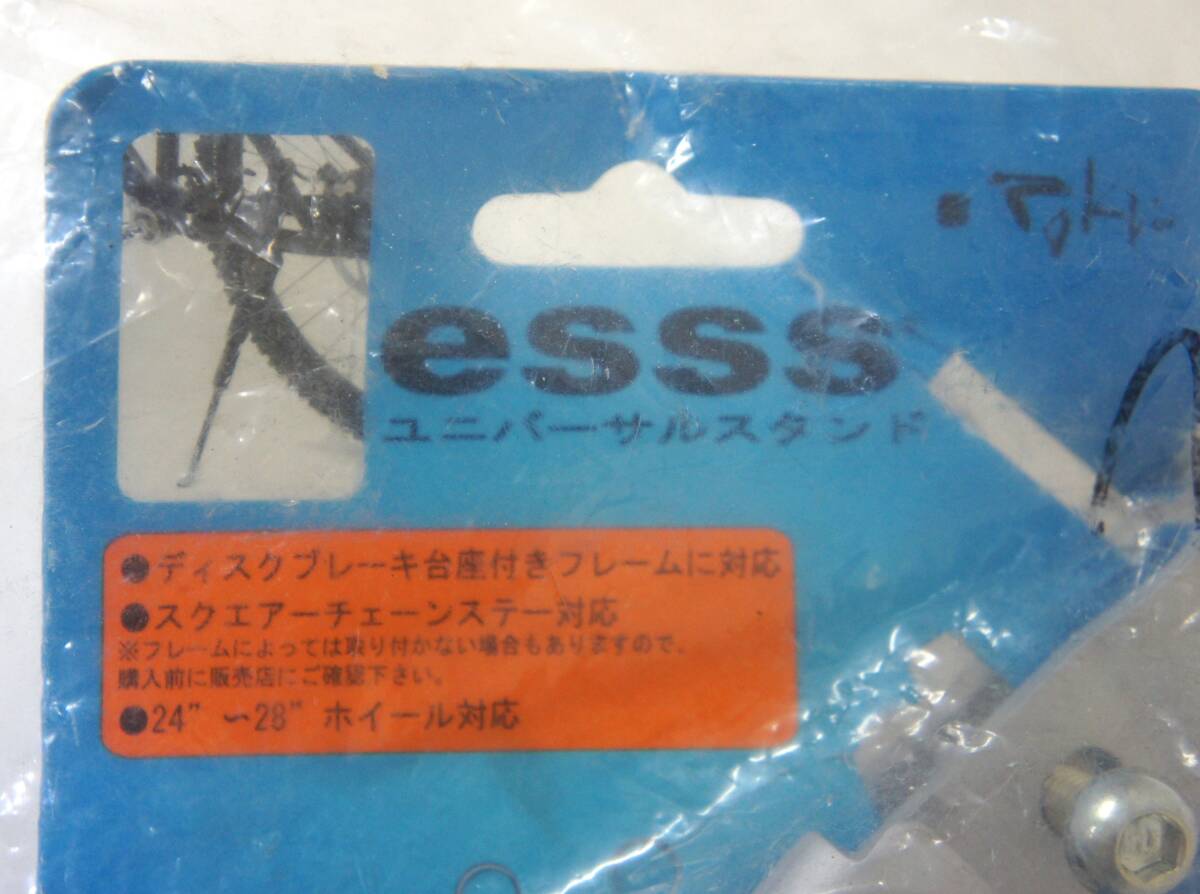 esss
ユニバーサルスタンド
●ディスクブレーキ台座付きフレームに対応
●スクエアーチェーンステー対応
※フレームによっては取り付かない場合もありますので、
購入前に販売店にご確認下さい。
●24”～28”ホイール対応